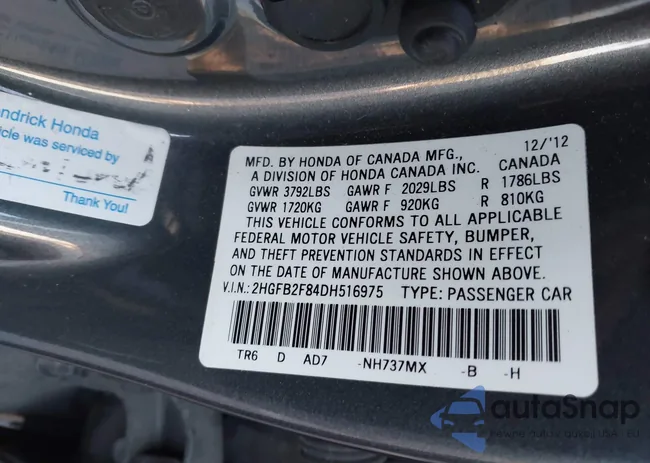 ndrick Honda
icle was serviced by
Thank You!
12/'12
MFD. BY HONDA OF CANADA MFG.,
A DIVISION OF HONDA CANADA INC. CANADA
GVWR 3792LBS GAWR F 2029LBS R 1786LBS
GVWR 1720KG GAWR F 920KG R 810KG
THIS VEHICLE CONFORMS TO ALL APPLICABLE
FEDERAL MOTOR VEHICLE SAFETY, BUMPER,
AND THEFT PREVENTION STANDARDS IN EFFECT
ON THE DATE OF MANUFACTURE SHOWN ABOVE.
V.I.N.: 2HGFB2F84DH516975 TYPE: PASSENGER CAR
TR6 D AD7 -NH737MX -B -H
autoSnap